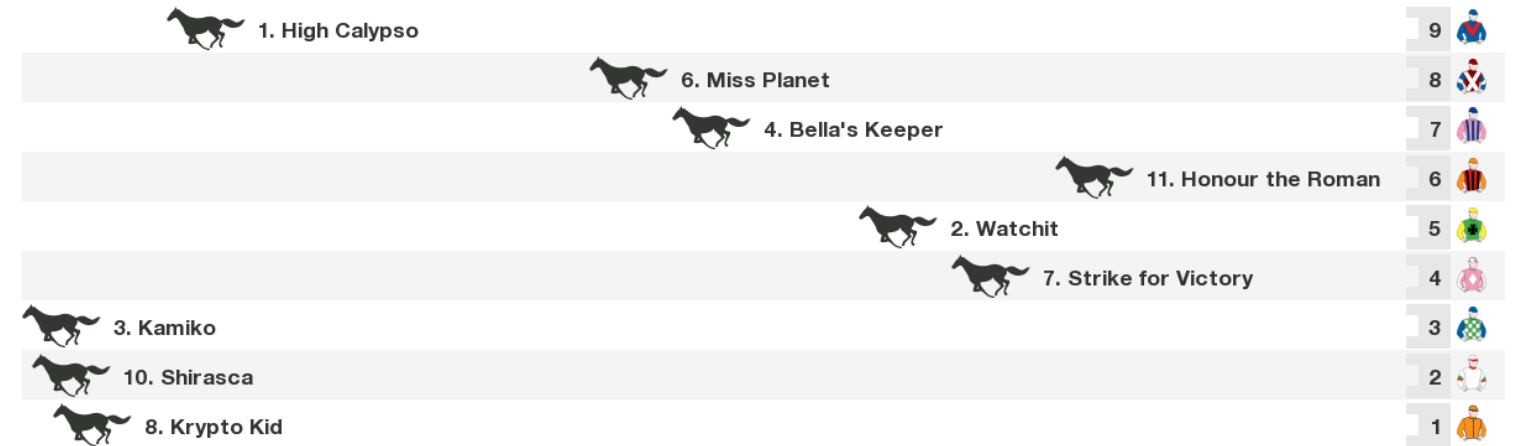 1. High Calypso 9
6. Miss Planet 8
4. Bella's Keeper 7
11. Honour the Roman 6
2. Watchit 5
7. Strike for Victory 4
3. Kamiko 3
10. Shirasca 2
8. Krypto Kid 1